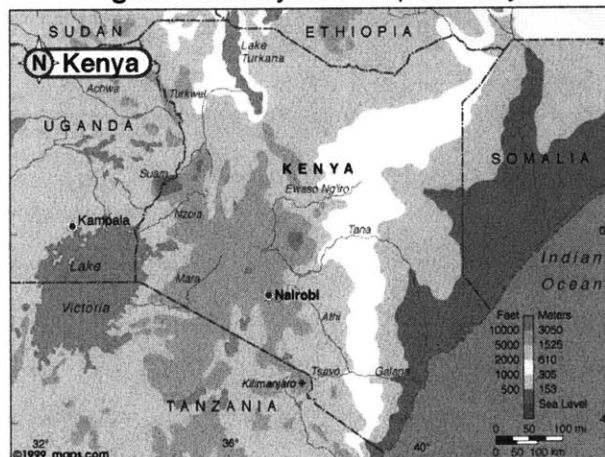 SUDAN
ETHIOPIA
Lake
Turkana
N Kenya
Achwa
Turkwel
UGANDA
KENYA
SOMALIA
Suam
Ewaso Ng'iro
Nzoia
Kampala
Tana
Lake
Indian
Ocean
Mara
Victoria
Nairobi
Feet
Meters
10000
3050
5000
1525
2000
610
1000
305
500
153
Sea Level
Athi
Tsavo
Galana
Kilimanjaro
TANZANIA
0 50 100 mi
0 50 100 km
32°
36°
40°
©1999 maps.com